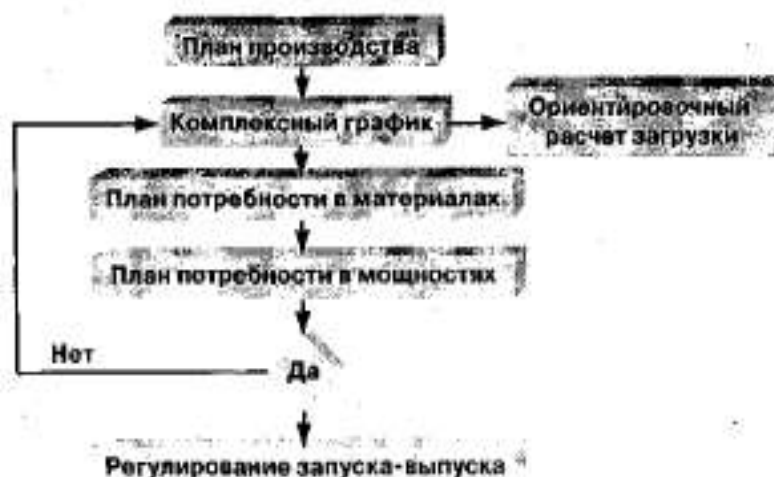 План производства
Комплексный график
Ориентировочный
расчет загрузки
План потребности в материалах
План потребности в мощностях
Нет
Да
Регулирование запуска-выпуска